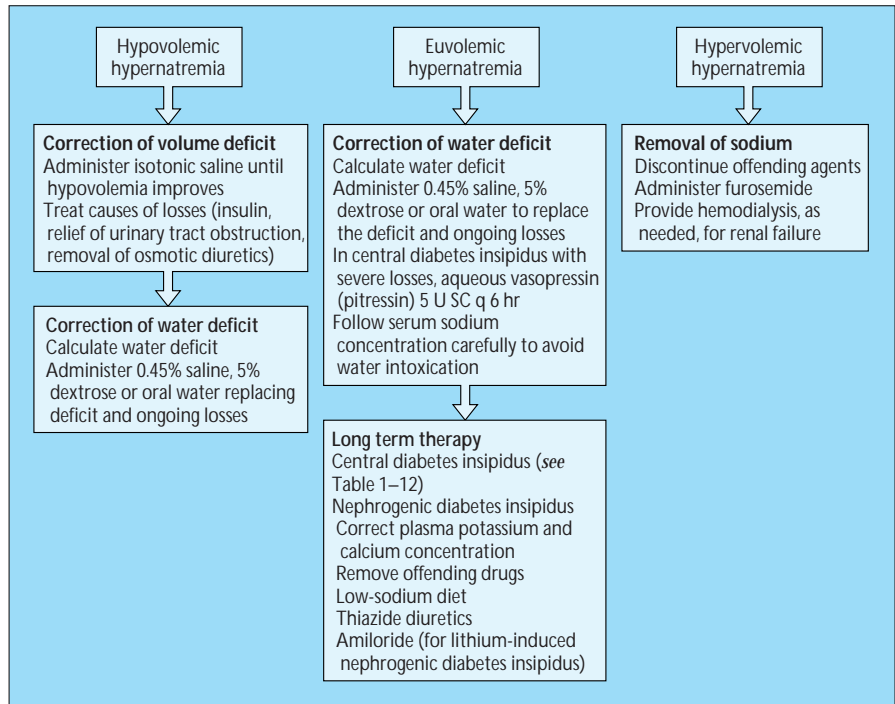 Hypovolemic
hypernatremia
Correction of volume deficit
Administer isotonic saline until
hypovolemia improves
Treat causes of losses (insulin,
relief of urinary tract obstruction,
removal of osmotic diuretics)
Correction of water deficit
Calculate water deficit
Administer 0.45% saline, 5%
dextrose or oral water replacing
deficit and ongoing losses
Euvolemic
hypernatremia
Correction of water deficit
Calculate water deficit
Administer 0.45% saline, 5%
dextrose or oral water to replace
the deficit and ongoing losses
In central diabetes insipidus with
severe losses, aqueous vasopressin
(pitressin) 5 U SC q 6 hr
Follow serum sodium
concentration carefully to avoid
water intoxication
Long term therapy
Central diabetes insipidus (see
Table 1–12)
Nephrogenic diabetes insipidus
Correct plasma potassium and
calcium concentration
Remove offending drugs
Low-sodium diet
Thiazide diuretics
Amiloride (for lithium-induced
nephrogenic diabetes insipidus)
Hypervolemic
hypernatremia
Removal of sodium
Discontinue offending agents
Administer furosemide
Provide hemodialysis, as
needed, for renal failure